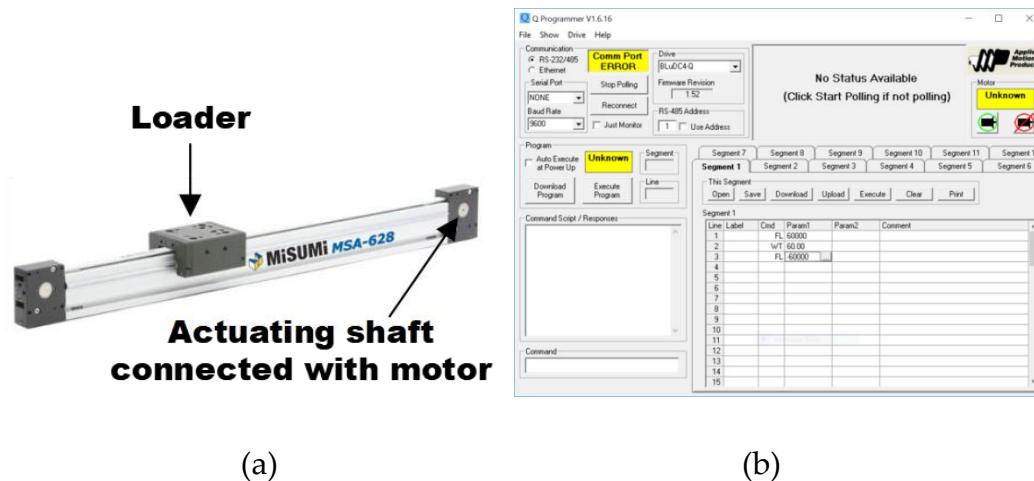 Loader
MiSUMi MSA-628
Actuating shaft
connected with motor
(a)
Q Programmer V1.6.16
File Show Drive Help
Communication
RS-232/485
Ethernet
Comm Port
ERROR
Drive
BLuDC4-Q
Serial Port
NONE
Baud Rate
9600
Stop Polling
Reconnect
Just Monitor
Firmware Revision
1.52
RS-485 Address
1 Use Address
No Status Available
(Click Start Polling if not polling)
Motion
Motor
Unknown
Program
Auto Execute
at Power Up
Unknown
Segment
Line
Download
Program
Execute
Program
Command Script / Responses
Command
Segment 7 Segment 8 Segment 9 Segment 10 Segment 11
Segment 1 Segment 2 Segment 3 Segment 4 Segment 5 Segment 6
This Segment
Open Save Download Upload Execute Clear Print
Segment 1
Line Label Cmd Param1 Param2 Comment
1 FL 60000
2 WT 60.00
3 FL -60000 ...
4
5
6
7
8
9
10
11
12
13
14
15
(b)